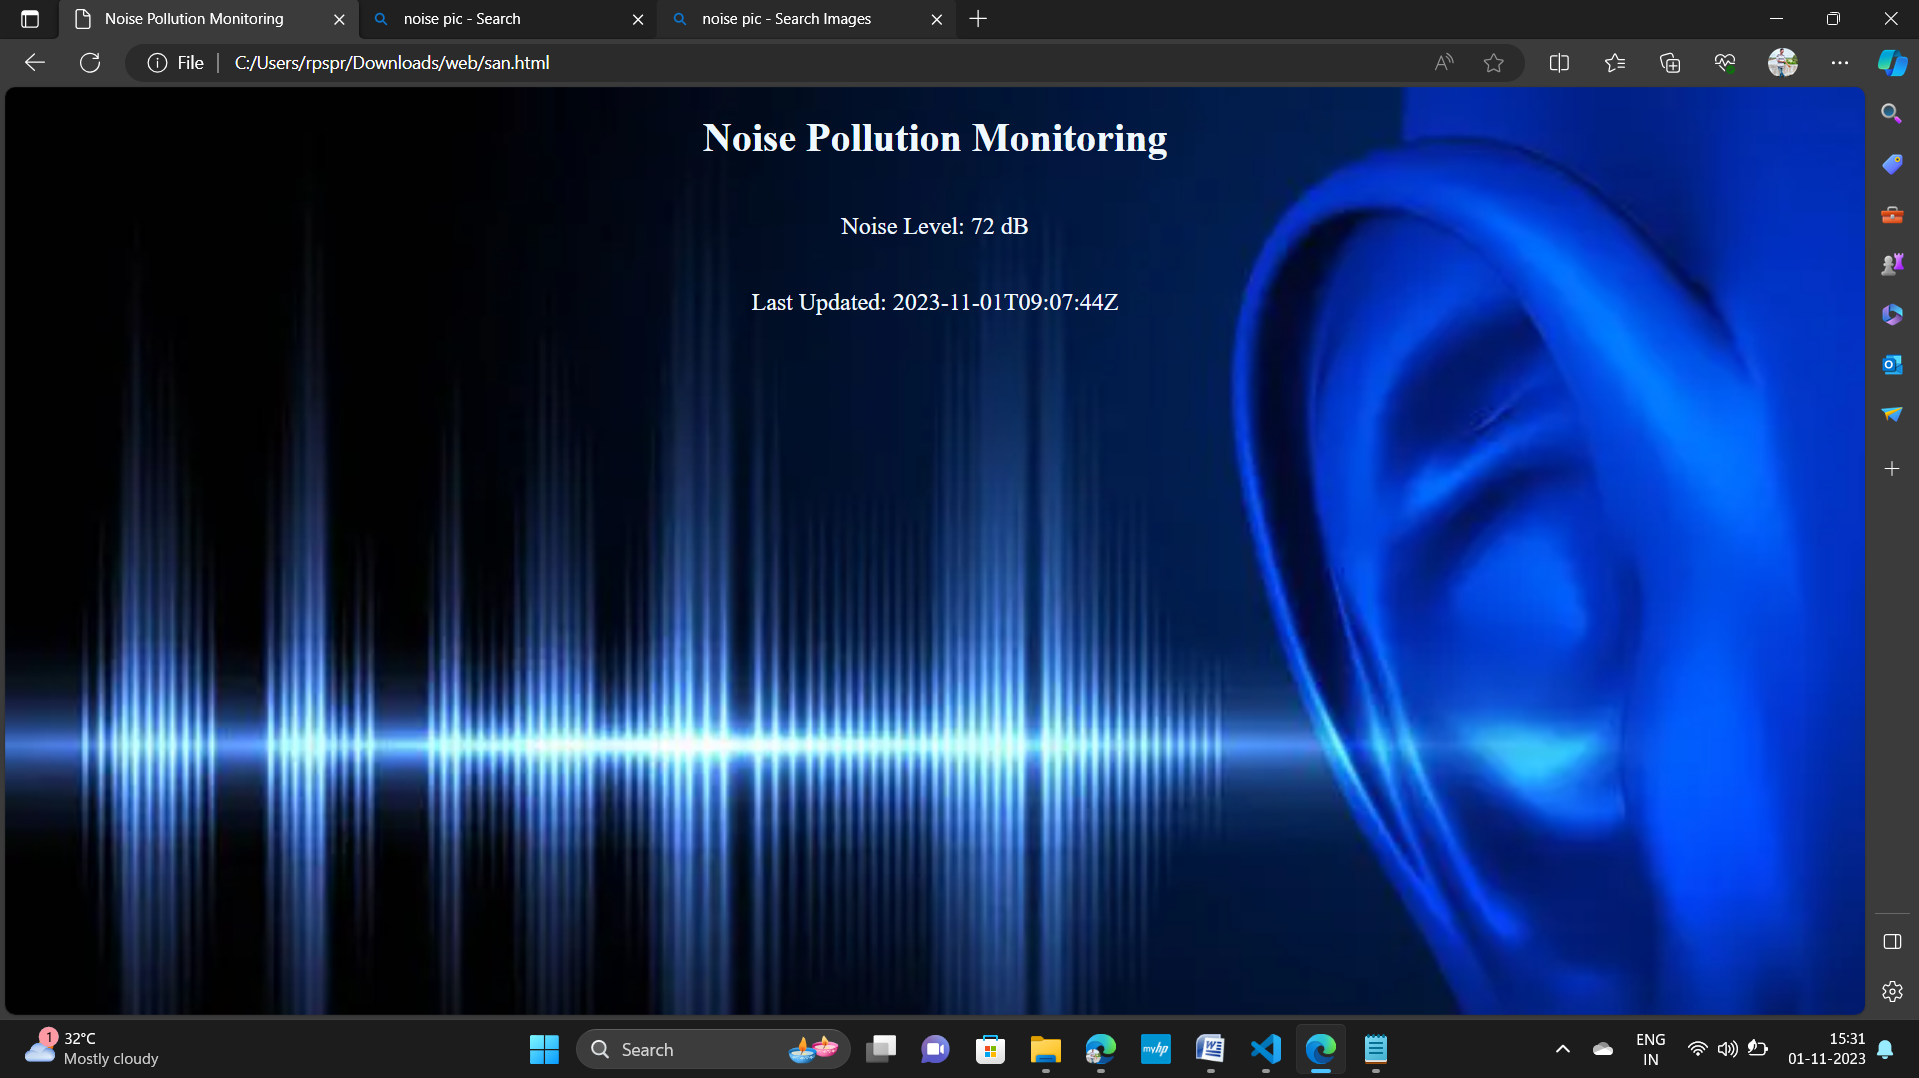 Noise Pollution Monitoring
noise pic - Search
noise pic - Search Images
File
C:/Users/rpspr/Downloads/web/san.html
Noise Pollution Monitoring
Noise Level: 72 dB
Last Updated: 2023-11-01T09:07:44Z
1
32°C
Mostly cloudy
Search
myhp
ENG
IN
15:31
01-11-2023